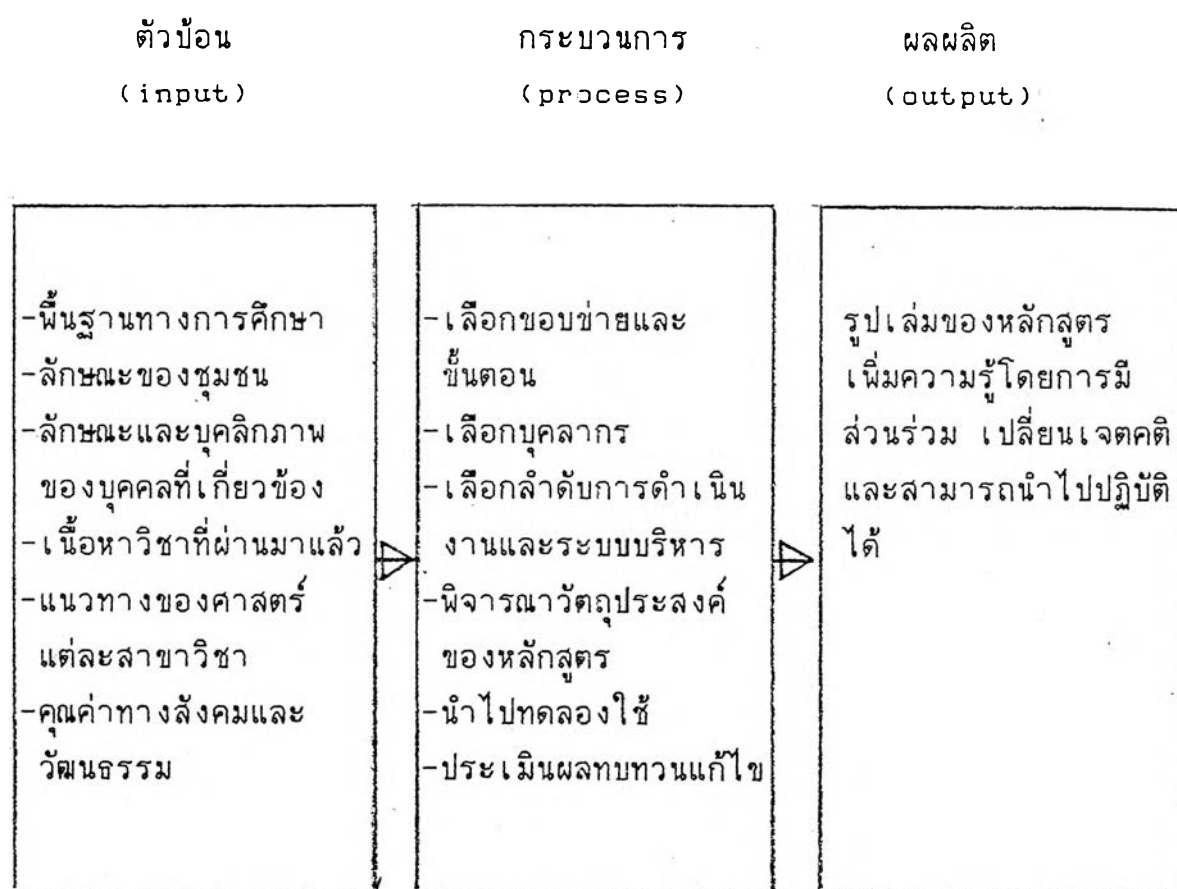 ตัวป้อน กระบวนการ ผลผลิต
(input) (process) (output)
-พื้นฐานทางการศึกษา
-ลักษณะของชุมชน
-ลักษณะและบุคลิกภาพ
ของบุคคลที่เกี่ยวข้อง
-เนื้อหาวิชาที่ผ่านมาแล้ว
-แนวทางของศาสตร์
แต่ละสาขาวิชา
-คุณค่าทางสังคมและ
วัฒนธรรม
-เลือกขอบข่ายและ
ขั้นตอน
-เลือกบุคลากร
-เลือกลำดับการดำเนิน
งานและระบบบริหาร
-พิจารณาวัตถุประสงค์
ของหลักสูตร
-นำไปทดลองใช้
-ประเมินผลทบทวนแก้ไข
รูปเล่มของหลักสูตร
เพิ่มความรู้โดยการมี
ส่วนร่วม เปลี่ยนเจตคติ
และสามารถนำไปปฏิบัติ
ได้